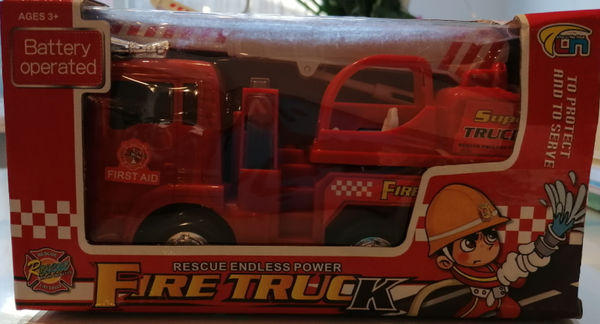 AGES 3+
Battery
operated
TO PROTECT
AND TO SERVE
Super
TRUCK
FIRST AID
FIRE
Rescue
RESCUE ENDLESS POWER
FIRE TRUCK